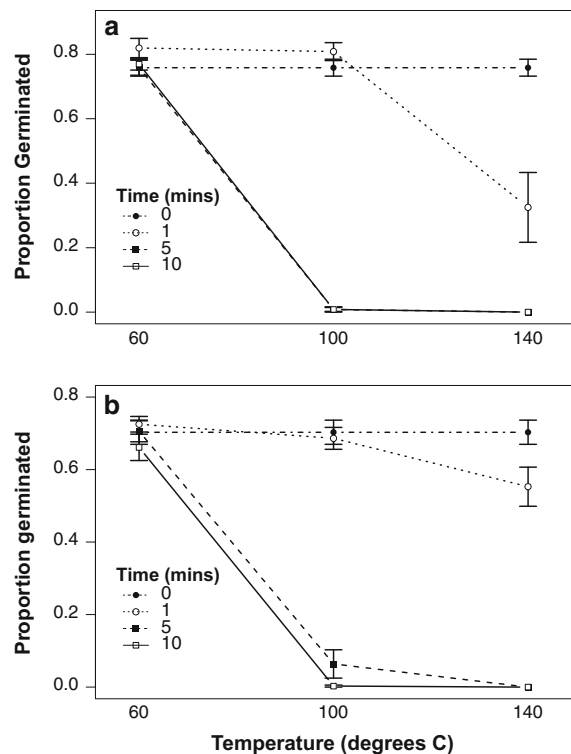 a
Proportion Germinated
0.8
0.6
0.4
0.2
0.0
Time (mins)
0
1
5
10
60 100 140
b
Proportion germinated
0.8
0.6
0.4
0.2
0.0
Time (mins)
0
1
5
10
60 100 140
Temperature (degrees C)